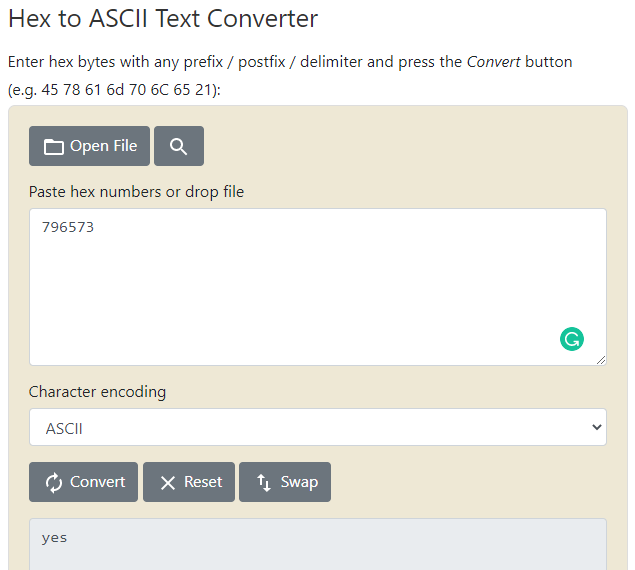 Hex to ASCII Text Converter
Enter hex bytes with any prefix / postfix / delimiter and press the Convert button
(e.g. 45 78 61 6d 70 6C 65 21):
Open File
Paste hex numbers or drop file
796573
Character encoding
ASCII
Convert Reset Swap
yes